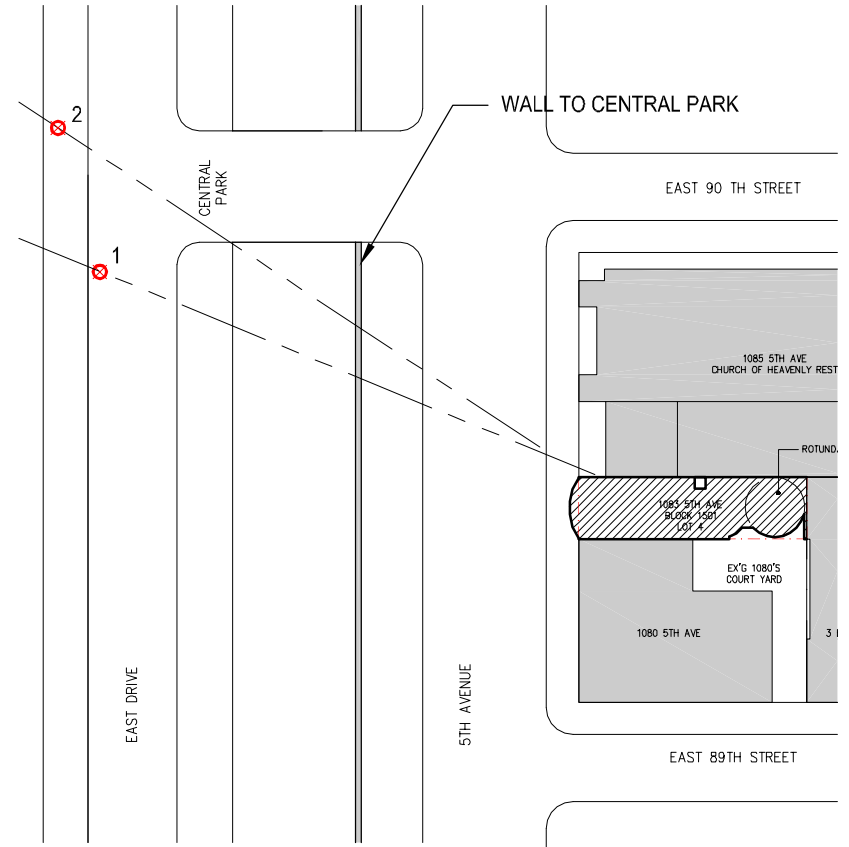 2
WALL TO CENTRAL PARK
CENTRAL
PARK
EAST 90 TH STREET
1
1085 5TH AVE
CHURCH OF HEAVENLY REST
ROTUND
1083 5TH AVE
BLOCK 1501
LOT 4
EX'G 1080'S
COURT YARD
1080 5TH AVE
3
EAST DRIVE
5TH AVENUE
EAST 89TH STREET